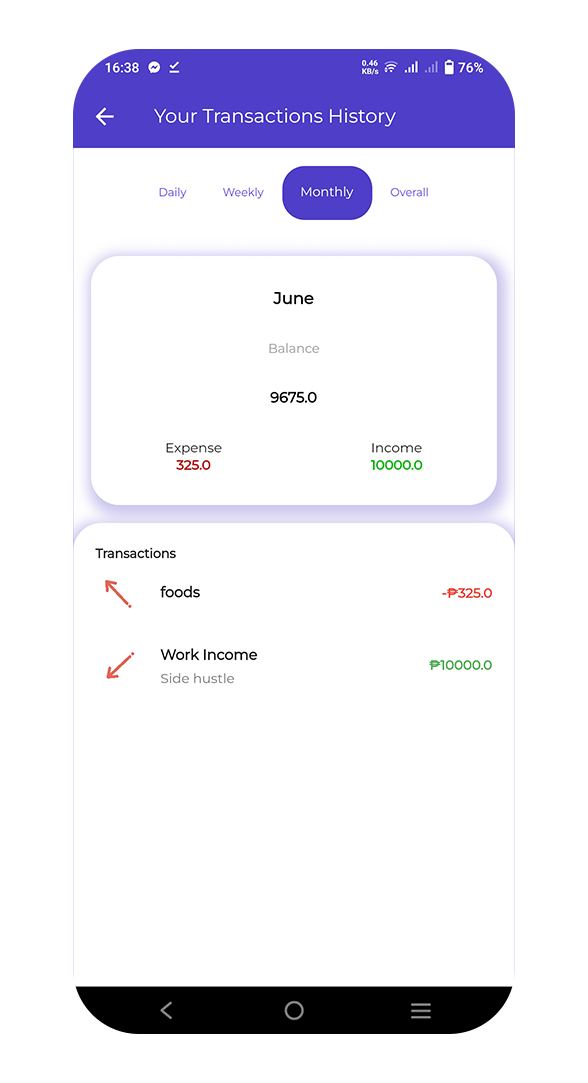 16:38
0.46
KB/s
76%
Your Transactions History
Daily Weekly Monthly Overall
June
Balance
9675.0
Expense Income
325.0 10000.0
Transactions
foods -₱325.0
Work Income
₱10000.0
Side hustle